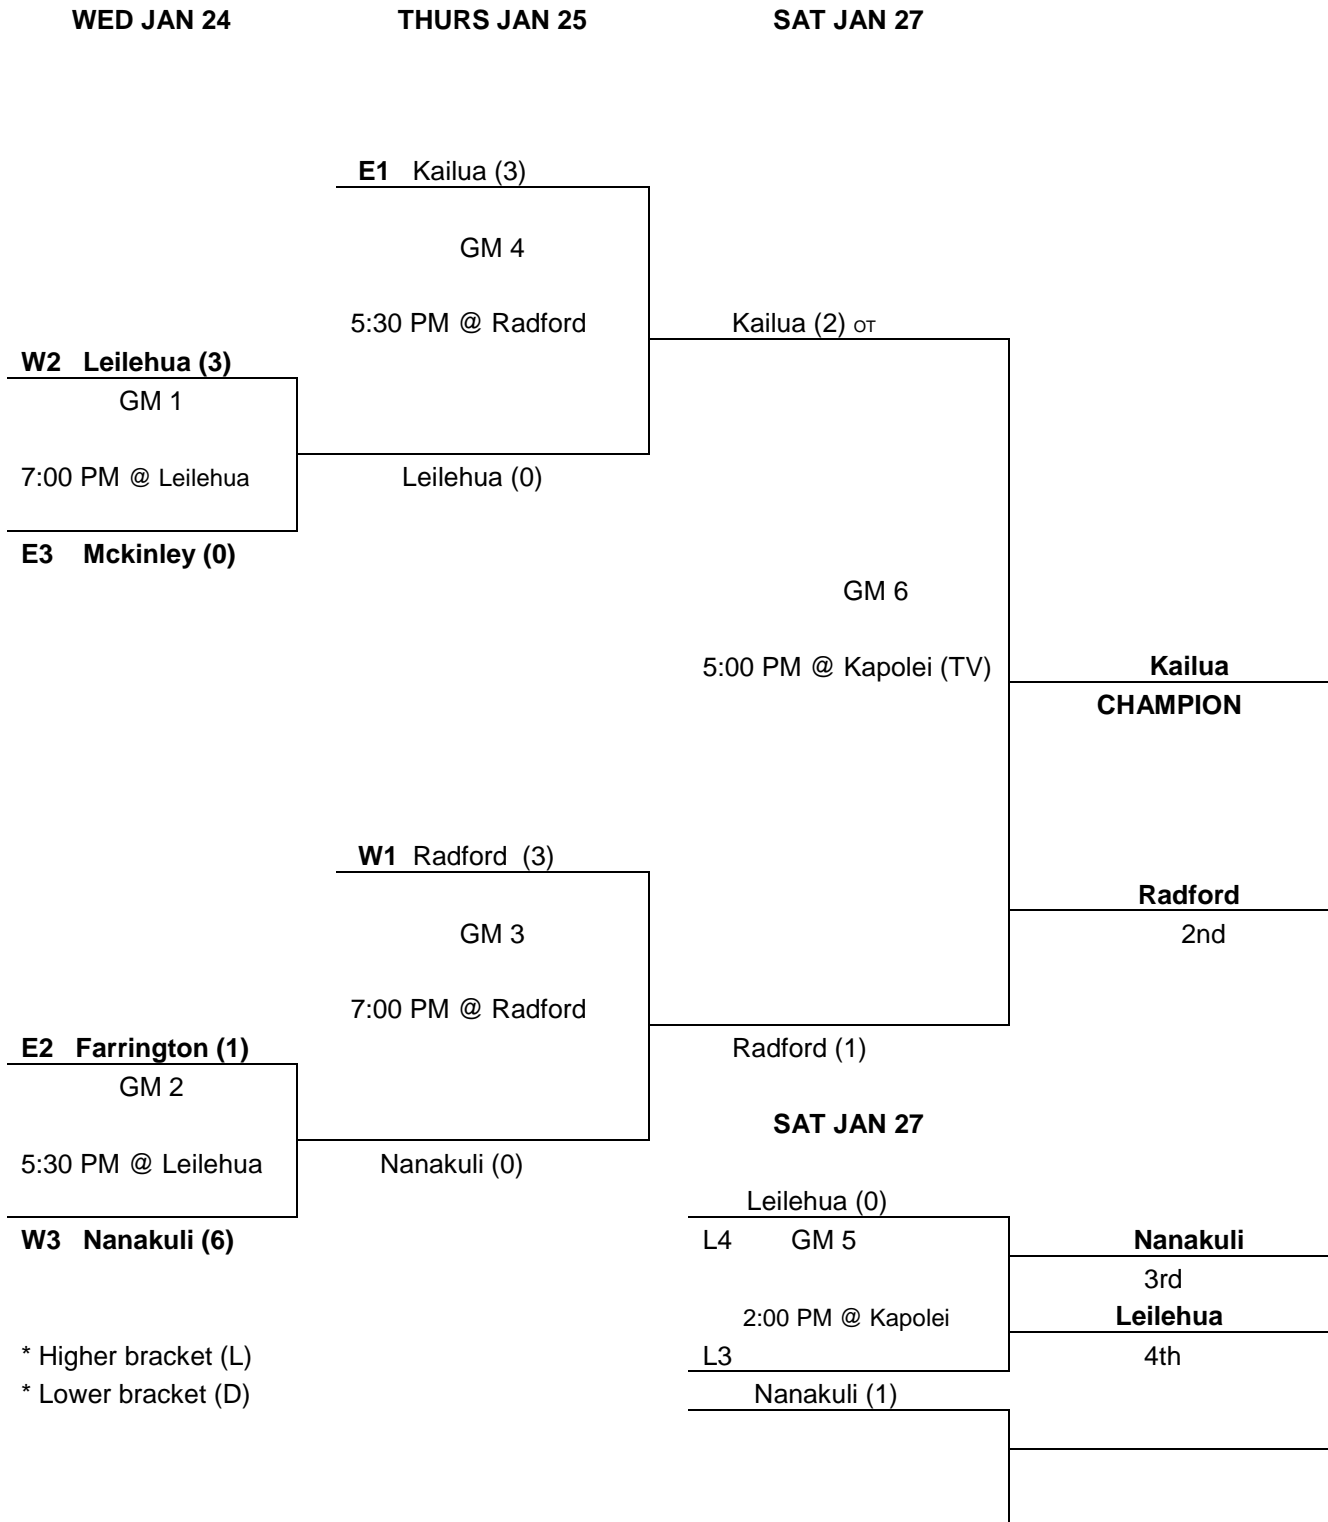 WED JAN 24 THURS JAN 25 SAT JAN 27
E1 Kailua (3)
GM 4
5:30 PM @ Radford Kailua (2) OT
W2 Leilehua (3)
GM 1
7:00 PM @ Leilehua Leilehua (0)
E3 Mckinley (0)
GM 6
5:00 PM @ Kapolei (TV) Kailua
CHAMPION
W1 Radford (3)
Radford
GM 3 2nd
7:00 PM @ Radford
E2 Farrington (1) Radford (1)
GM 2
SAT JAN 27
5:30 PM @ Leilehua Nanakuli (0)
Leilehua (0)
W3 Nanakuli (6) L4 GM 5 Nanakuli
3rd
2:00 PM @ Kapolei Leilehua
* Higher bracket (L) L3 4th
* Lower bracket (D) Nanakuli (1)